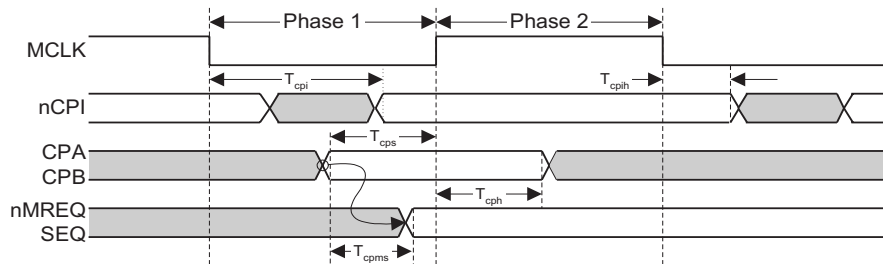 Phase 1
Phase 2
MCLK
Tcpi
Tcpih
nCPI
Tcps
CPA
CPB
Tcph
nMREQ
SEQ
Tcpms